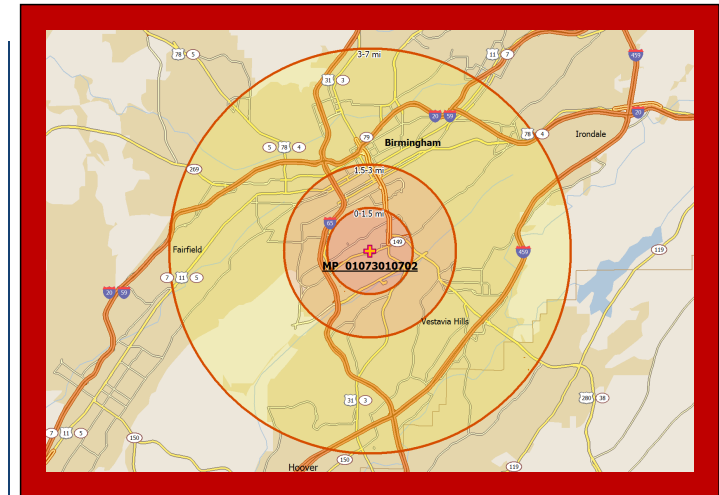 3-7 mi
78 5
11 7
459
31 3
20 59
20
79
78 4
Irondale
5 78 4
Birmingham
269
1.5-3 mi
0-1.5 mi
65
149
Fairfield
459
119
MP_01073010702
7 11 5
20 59
Vestavia Hills
31 3
280 38
7 11 5
150
150
Hoover
119